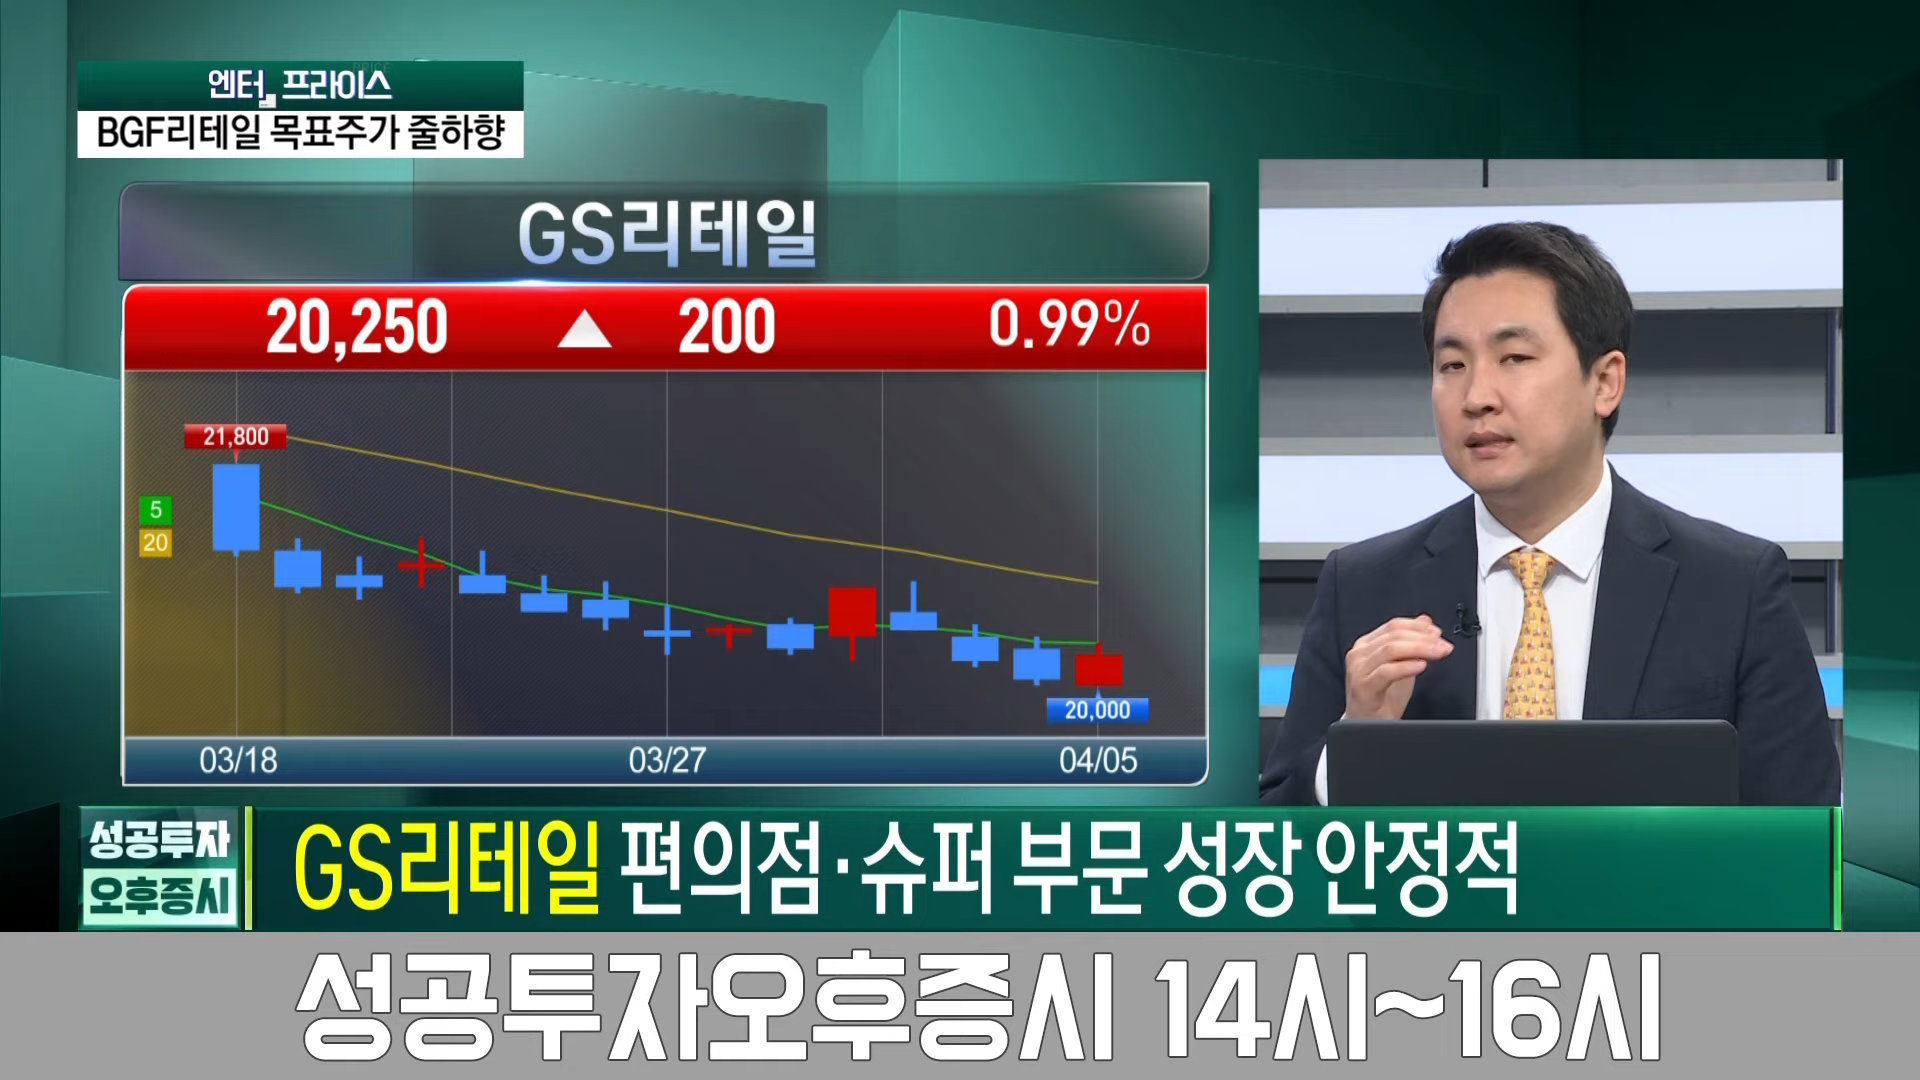 엔터, 프라이스
BGF리테일 목표주가 줄하향
GS리테일
20,250 ▲ 200 0.99%
21,800
5
20
20,000
03/18 03/27 04/05
성공투자
오후증시
GS리테일 편의점·슈퍼 부문 성장 안정적
성공투자오후증시 14시~16시